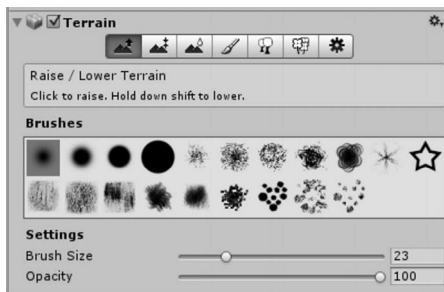 Terrain
Raise / Lower Terrain
Click to raise. Hold down shift to lower.
Brushes
Settings
Brush Size 23
Opacity 100